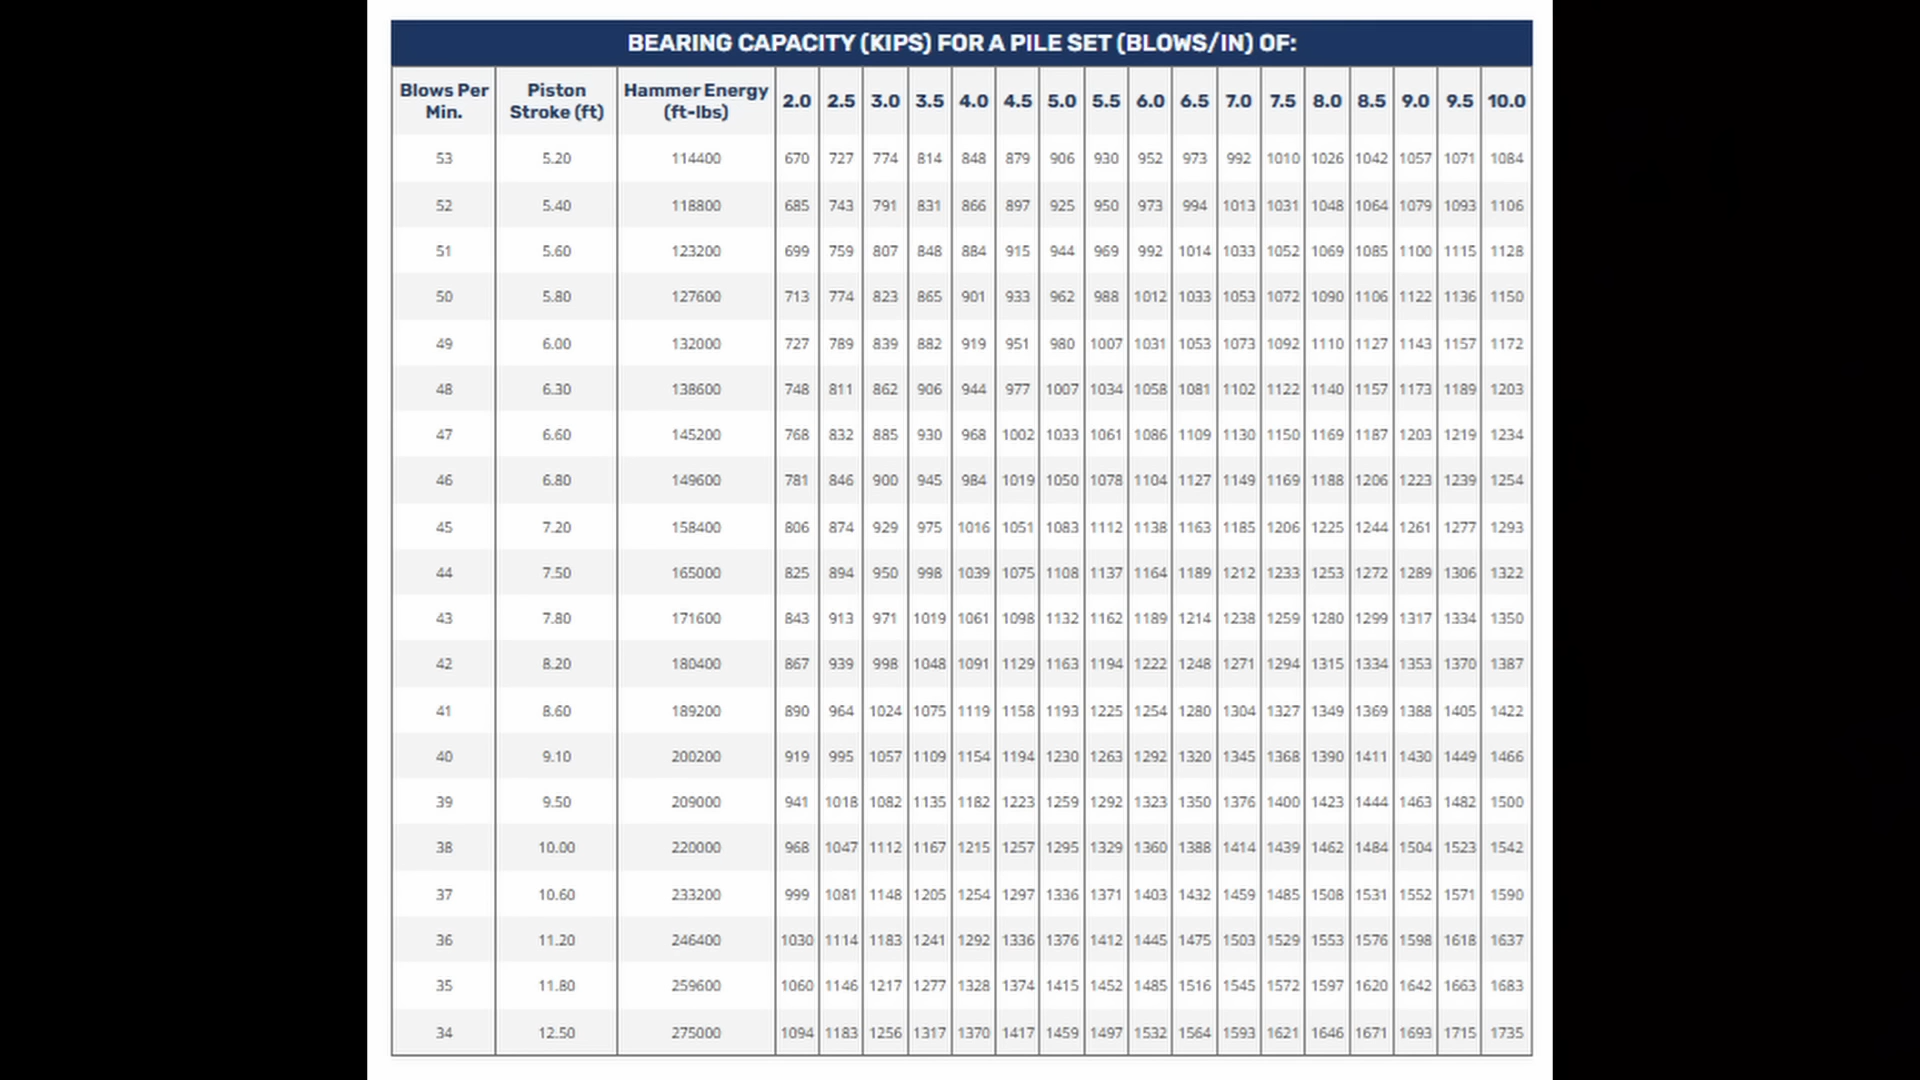 BEARING CAPACITY (KIPS) FOR A PILE SET (BLOWS/IN) OF:
Blows Per Min. Piston Stroke (ft) Hammer Energy (ft-lbs) 2.0 2.5 3.0 3.5 4.0 4.5 5.0 5.5 6.0 6.5 7.0 7.5 8.0 8.5 9.0 9.5 10.0
53 5.20 114400 670 727 774 814 848 879 906 930 952 973 992 1010 1026 1042 1057 1071 1084
52 5.40 118800 685 743 791 831 866 897 925 950 973 994 1013 1031 1048 1064 1079 1093 1106
51 5.60 123200 699 759 807 848 884 915 944 969 992 1014 1033 1052 1069 1085 1100 1115 1128
50 5.80 127600 713 774 823 865 901 933 962 988 1012 1033 1053 1072 1090 1106 1122 1136 1150
49 6.00 132000 727 789 839 882 919 951 980 1007 1031 1053 1073 1092 1110 1127 1143 1157 1172
48 6.30 138600 748 811 862 906 944 977 1007 1034 1058 1081 1102 1122 1140 1157 1173 1189 1203
47 6.60 145200 768 832 885 930 968 1002 1033 1061 1086 1109 1130 1150 1169 1187 1203 1219 1234
46 6.80 149600 781 846 900 945 984 1019 1050 1078 1104 1127 1149 1169 1188 1206 1223 1239 1254
45 7.20 158400 806 874 929 975 1016 1051 1083 1112 1138 1163 1185 1206 1225 1244 1261 1277 1293
44 7.50 165000 825 894 950 998 1039 1075 1108 1137 1164 1189 1212 1233 1253 1272 1289 1306 1322
43 7.80 171600 843 913 971 1019 1061 1098 1132 1162 1189 1214 1238 1259 1280 1299 1317 1334 1350
42 8.20 180400 867 939 998 1048 1091 1129 1163 1194 1222 1248 1271 1294 1315 1334 1353 1370 1387
41 8.60 189200 890 964 1024 1075 1119 1158 1193 1225 1254 1280 1304 1327 1349 1369 1388 1405 1422
40 9.10 200200 919 995 1057 1109 1154 1194 1230 1263 1292 1320 1345 1368 1390 1411 1430 1449 1466
39 9.50 209000 941 1018 1082 1135 1182 1223 1259 1292 1323 1350 1376 1400 1423 1444 1463 1482 1500
38 10.00 220000 968 1047 1112 1167 1215 1257 1295 1329 1360 1388 1414 1439 1462 1484 1504 1523 1542
37 10.60 233200 999 1081 1148 1205 1254 1297 1336 1371 1403 1432 1459 1485 1508 1531 1552 1571 1590
36 11.20 246400 1030 1114 1183 1241 1292 1336 1376 1412 1445 1475 1503 1529 1553 1576 1598 1618 1637
35 11.80 259600 1060 1146 1217 1277 1328 1374 1415 1452 1485 1516 1545 1572 1597 1620 1642 1663 1683
34 12.50 275000 1094 1183 1256 1317 1370 1417 1459 1497 1532 1564 1593 1621 1646 1671 1693 1715 1735